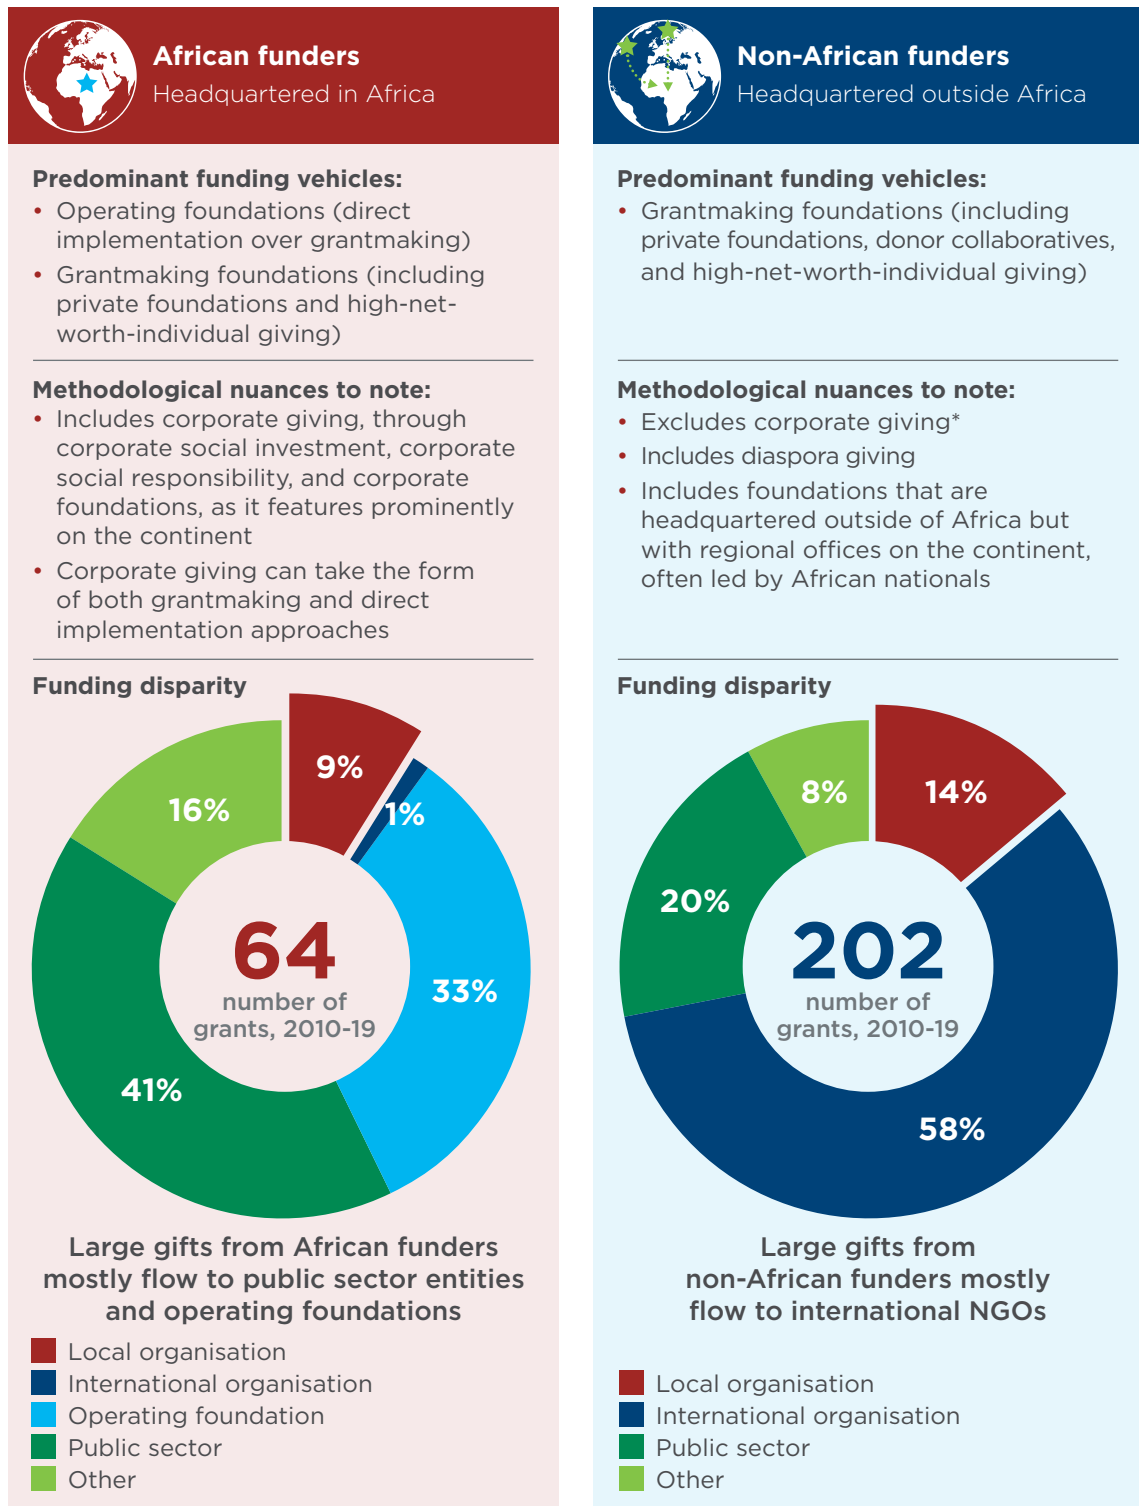 African funders
Headquartered in Africa
Predominant funding vehicles:
• Operating foundations (direct
implementation over grantmaking)
• Grantmaking foundations (including
private foundations and high-net-
worth-individual giving)
Methodological nuances to note:
• Includes corporate giving, through
corporate social investment, corporate
social responsibility, and corporate
foundations, as it features prominently
on the continent
• Corporate giving can take the form
of both grantmaking and direct
implementation approaches
Funding disparity
9%
1%
16%
33%
41%
64
number of
grants, 2010-19
Large gifts from African funders
mostly flow to public sector entities
and operating foundations
Local organisation
International organisation
Operating foundation
Public sector
Other
Non-African funders
Headquartered outside Africa
Predominant funding vehicles:
• Grantmaking foundations (including
private foundations, donor collaboratives,
and high-net-worth-individual giving)
Methodological nuances to note:
• Excludes corporate giving*
• Includes diaspora giving
• Includes foundations that are
headquartered outside of Africa but
with regional offices on the continent,
often led by African nationals
Funding disparity
8%
14%
20%
58%
202
number of
grants, 2010-19
Large gifts from
non-African funders mostly
flow to international NGOs
Local organisation
International organisation
Public sector
Other